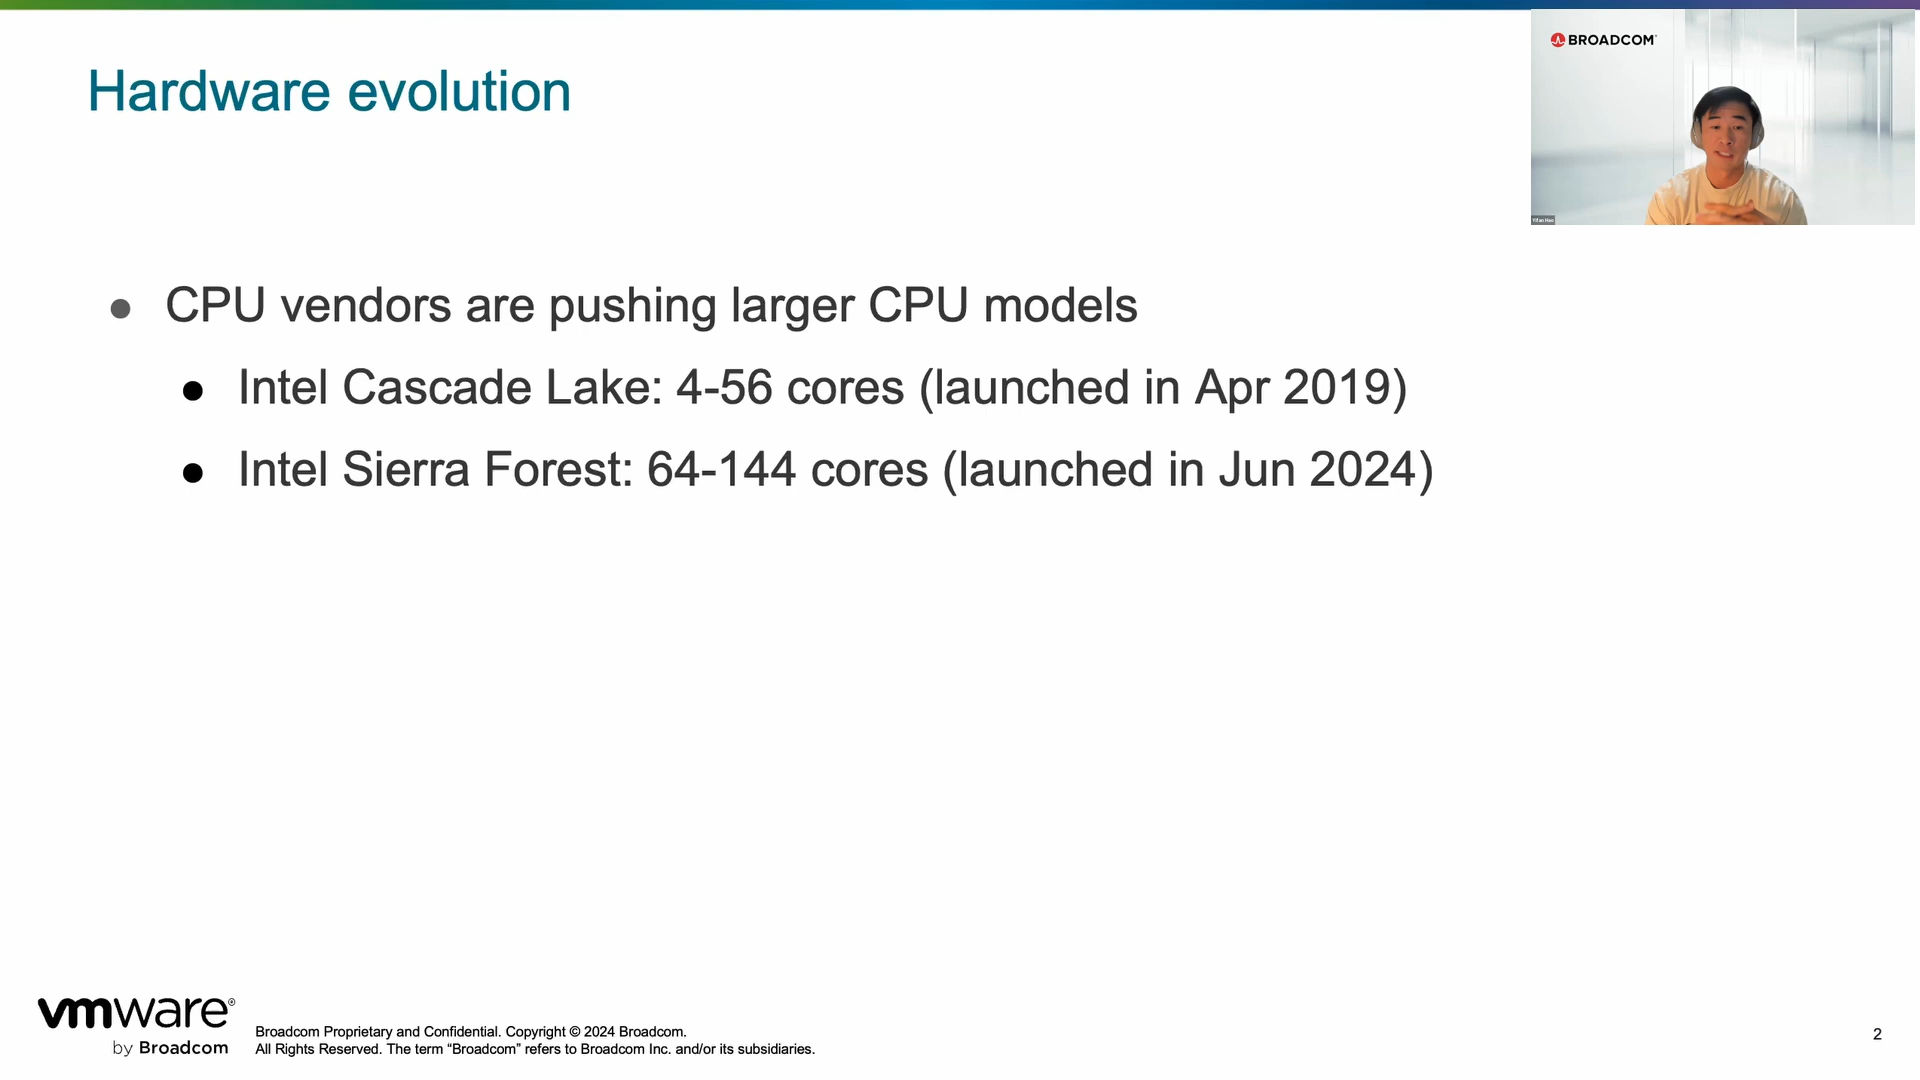 Hardware evolution
BROADCOM
Yifan Hao
● CPU vendors are pushing larger CPU models
● Intel Cascade Lake: 4-56 cores (launched in Apr 2019)
● Intel Sierra Forest: 64-144 cores (launched in Jun 2024)
vmware®
by Broadcom
Broadcom Proprietary and Confidential. Copyright © 2024 Broadcom.
All Rights Reserved. The term “Broadcom” refers to Broadcom Inc. and/or its subsidiaries.
2